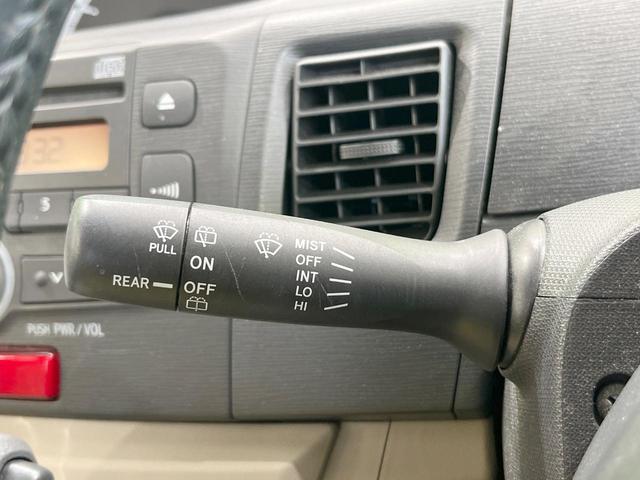 PULL
REAR
ON
OFF
MIST
OFF
INT
LO
HI
PUSH PWR/VOL